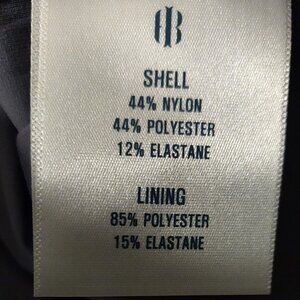 SHELL
44% NYLON
44% POLYESTER
12% ELASTANE
LINING
85% POLYESTER
15% ELASTANE